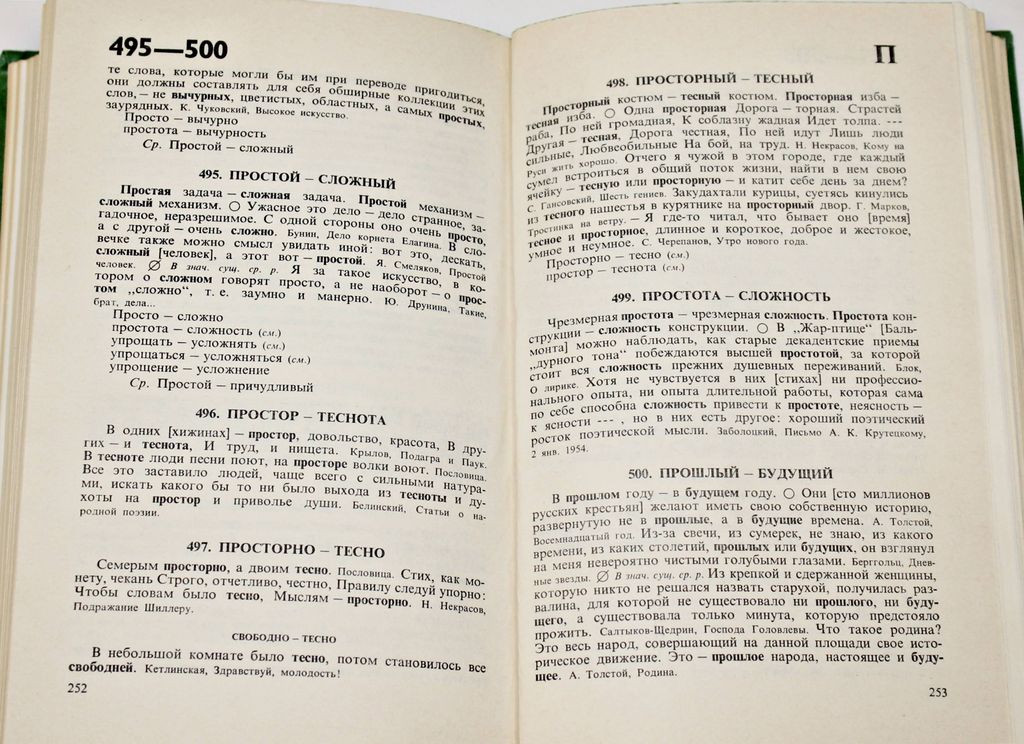 495—500
те слова, которые могли бы им при переводе пригодиться,
они должны составлять для себя обширные коллекции этих
слов,— не вычурных, цветистых, областных, а самых простых,
заурядных. К. Чуковский, Высокое искусство.
Просто — вычурно
простота — вычурность
Ср. Простой — сложный
495. ПРОСТОЙ — СЛОЖНЫЙ
Простая задача — сложная задача. Простой механизм —
сложный механизм. ○ Ужасное это дело — дело странное, за-
гадочное, неразрешимое. С одной стороны оно очень просто,
а с другой — очень сложно. Бунин, Дело корнета Елагина. В сло-
вечке также можно смысл увидать иной: вот это, дескать,
сложный [человек], а этот вот — простой. Я. Смеляков, Простой
человек. ∅ В знач. сущ. ср. р. Я за такое искусство, в ко-
тором о сложном говорят просто, а не наоборот — о прос-
том „сложно", т. е. заумно и манерно. Ю. Друнина, Такие,
брат, дела...
Просто — сложно
простота — сложность (см.)
упрощать — усложнять (см.)
упрощаться — усложняться (см.)
упрощение — усложнение
Ср. Простой — причудливый
496. ПРОСТОР — ТЕСНОТА
В одних [хижинах] — простор, довольство, красота, В дру-
гих — и теснота, И труд, и нищета. Крылов, Подагра и Паук.
В тесноте люди песни поют, на просторе волки воют. Пословица.
Все это заставило людей, чаще всего с сильными натура-
ми, искать какого бы то ни было выхода из тесноты и ду-
хоты на простор и приволье души. Белинский, Статьи о на-
родной поэзии.
497. ПРОСТОРНО — ТЕСНО
Семерым просторно, а двоим тесно. Пословица. Стих, как мо-
нету, чекань Строго, отчетливо, честно, Правилу следуй упорно:
Чтобы словам было тесно, Мыслям — просторно. Н. Некрасов,
Подражание Шиллеру.
СВОБОДНО — ТЕСНО
В небольшой комнате было тесно, потом становилось все
свободней. Кетлинская, Здравствуй, молодость!
252
П
498. ПРОСТОРНЫЙ — ТЕСНЫЙ
Просторный костюм — тесный костюм. Просторная изба —
тесная изба. ○ Одна просторная Дорога — торная. Страстей
раба, По ней громадная, К соблазну жадная Идет толпа. ---
Другая — тесная, Дорога честная, По ней идут Лишь люди
сильные, Любвеобильные На бой, на труд. Н. Некрасов, Кому на
Руси жить хорошо. Отчего я чужой в этом городе, где каждый
сумел встроиться в общий поток жизни, найти в нем свою
ячейку — тесную или просторную — и катит себе день за днем?
С. Гансовский, Шесть гениев. Закудахтали курицы, суетясь кинулись
из тесного нашестья в курятнике на просторный двор. Г. Марков,
Тростинка на ветру. — Я где-то читал, что бывает оно [время]
тесное и просторное, длинное и короткое, доброе и жестокое,
умное и неумное. С. Черепанов, Утро нового года.
Просторно — тесно (см.)
простор — теснота (см.)
499. ПРОСТОТА — СЛОЖНОСТЬ
Чрезмерная простота — чрезмерная сложность. Простота кон-
струкции — сложность конструкции. ○ В „Жар-птице" [Баль-
монта] можно наблюдать, как старые декадентские приемы
„дурного тона" побеждаются высшей простотой, за которой
стоит вся сложность прежних душевных переживаний. Блок,
О лирике. Хотя не чувствуется в них [стихах] ни профессио-
нального опыта, ни опыта длительной работы, которая сама
по себе способна сложность привести к простоте, неясность —
к ясности --- , но в них есть другое: хороший поэтический
росток поэтической мысли. Заболоцкий, Письмо А. К. Крутецкому,
2 янв. 1954.
500. ПРОШЛЫЙ — БУДУЩИЙ
В прошлом году — в будущем году. ○ Они [сто миллионов
русских крестьян] желают иметь свою собственную историю,
развернутую не в прошлые, а в будущие времена. А. Толстой,
Восемнадцатый год. Из-за свечи, из сумерек, не знаю, из какого
времени, из каких столетий, прошлых или будущих, он взглянул
на меня невероятно чистыми голубыми глазами. Берггольц, Днев-
ные звезды. ∅ В знач. сущ. ср. р. Из крепкой и сдержанной женщины,
которую никто не решался назвать старухой, получилась раз-
валина, для которой не существовало ни прошлого, ни буду-
щего, а существовала только минута, которую предстояло
прожить. Салтыков-Щедрин, Господа Головлевы. Что такое родина?
Это весь народ, совершающий на данной площади свое исто-
рическое движение. Это — прошлое народа, настоящее и буду-
щее. А. Толстой, Родина.
253